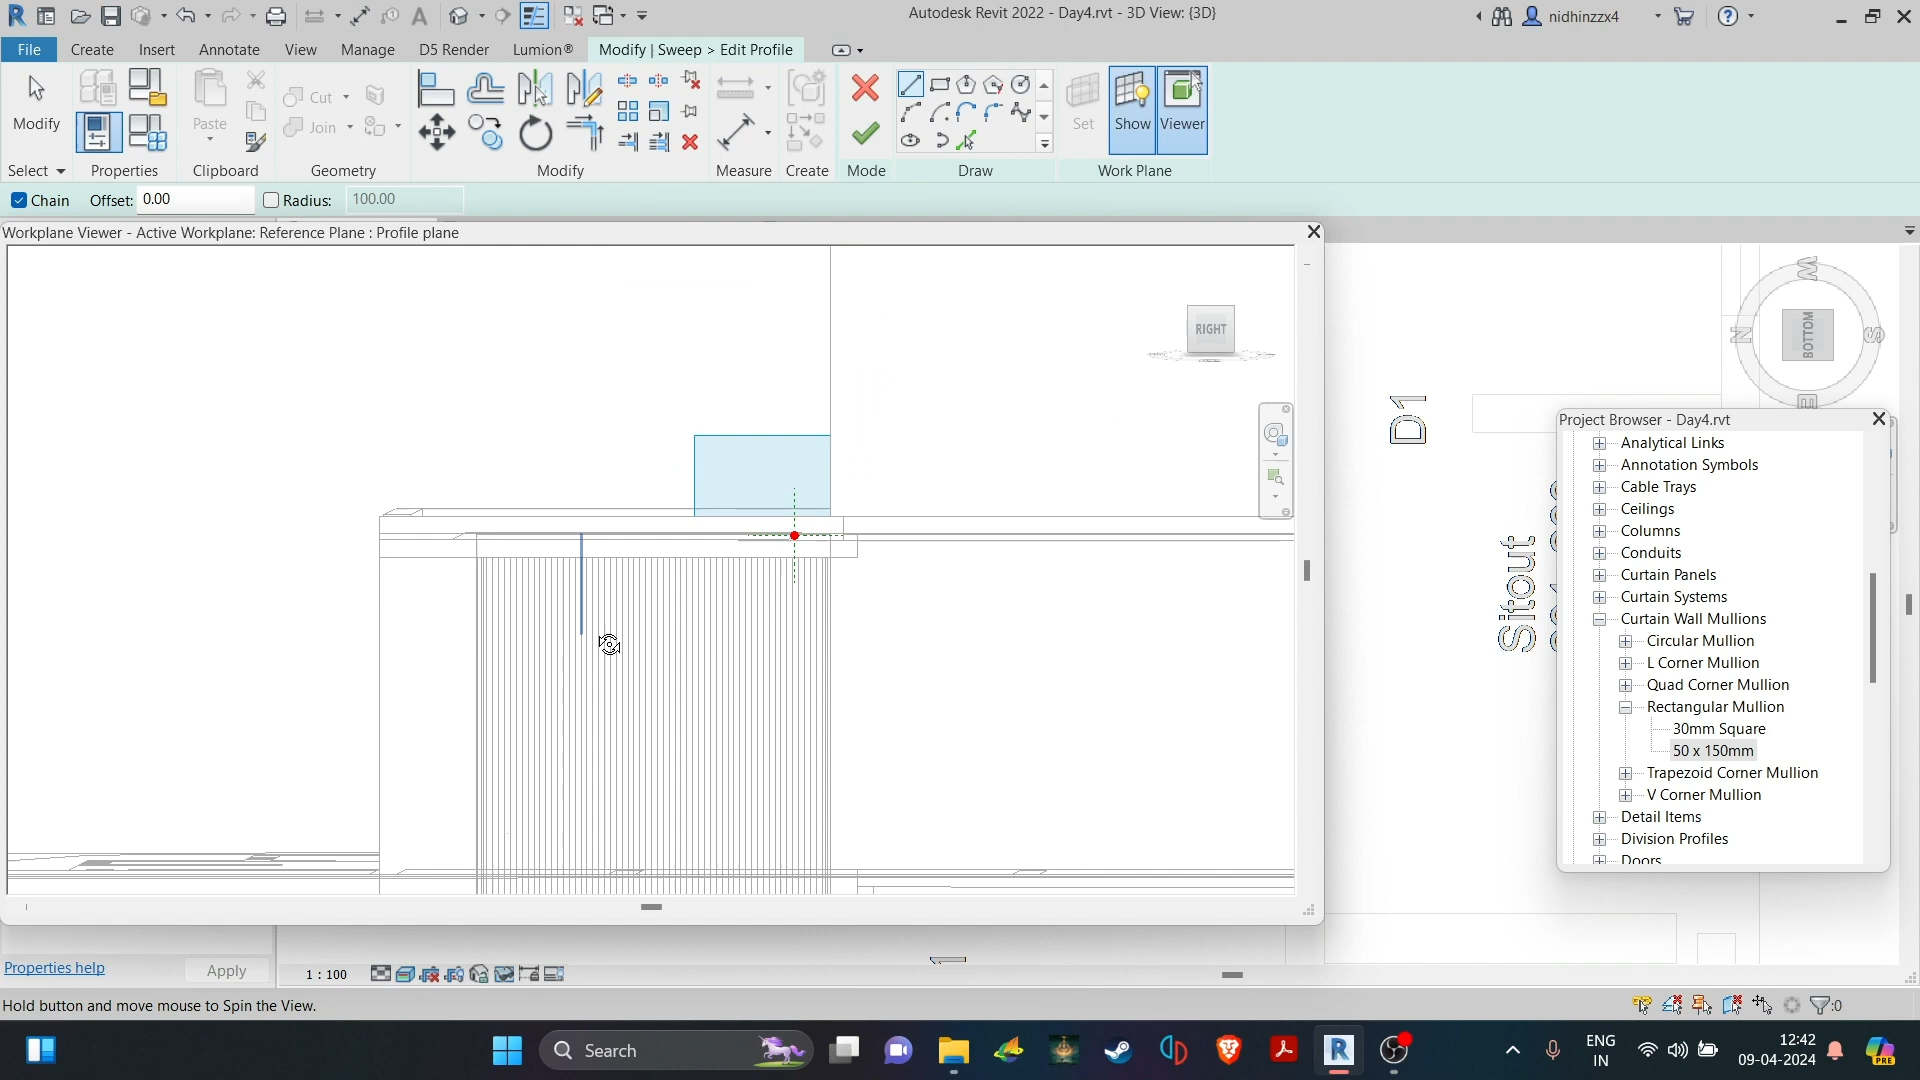 Autodesk Revit 2022 - Day4.rvt - 3D View: {3D}
nidhinzzx4
File Create Insert Annotate View Manage D5 Render Lumion® Modify | Sweep > Edit Profile
Modify
Paste
Cut
Join
Set
Show
Viewer
Select Properties Clipboard Geometry Modify Measure Create Mode Draw Work Plane
Chain Offset: 0.00 Radius: 100.00
Workplane Viewer - Active Workplane: Reference Plane : Profile plane
RIGHT
W
N
S
E
BOTTOM
D1
Sitout
Project Browser - Day4.rvt
Analytical Links
Annotation Symbols
Cable Trays
Ceilings
Columns
Conduits
Curtain Panels
Curtain Systems
Curtain Wall Mullions
Circular Mullion
L Corner Mullion
Quad Corner Mullion
Rectangular Mullion
30mm Square
50 x 150mm
Trapezoid Corner Mullion
V Corner Mullion
Detail Items
Division Profiles
Doors
Properties help
Apply
1 : 100
Hold button and move mouse to Spin the View.
:0
Search
ENG
IN
12:42
09-04-2024
PRE